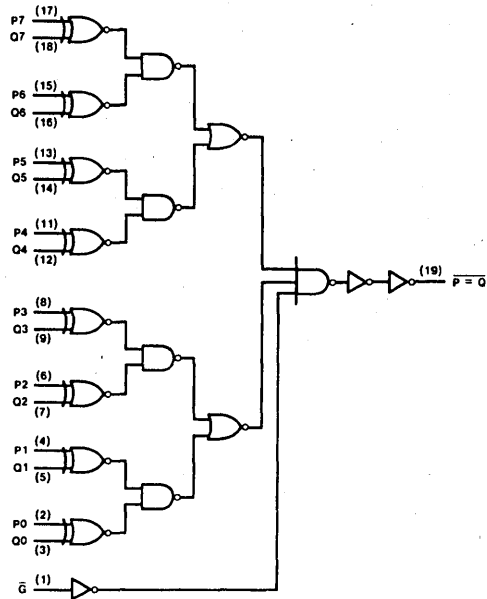 P7 (17)
Q7 (18)
P6 (15)
Q6 (16)
P5 (13)
Q5 (14)
P4 (11)
Q4 (12)
(19) P = Q
P3 (8)
Q3 (9)
P2 (6)
Q2 (7)
P1 (4)
Q1 (5)
P0 (2)
Q0 (3)
G (1)